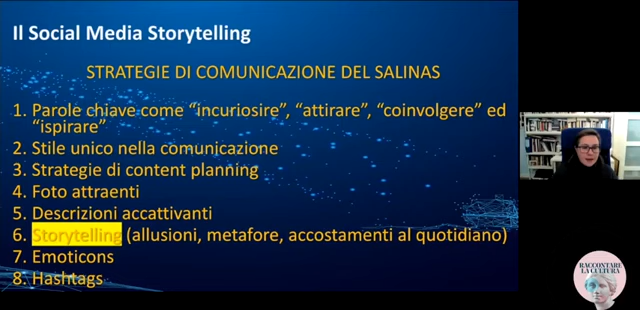 Il Social Media Storytelling
STRATEGIE DI COMUNICAZIONE DEL SALINAS
1. Parole chiave come “incuriosire”, “attirare”, “coinvolgere” ed
“ispirare”
2. Stile unico nella comunicazione
3. Strategie di content planning
4. Foto attraenti
5. Descrizioni accattivanti
6. Storytelling (allusioni, metafore, accostamenti al quotidiano)
7. Emoticons
8. Hashtags
RACCONTARE
LA CULTURA